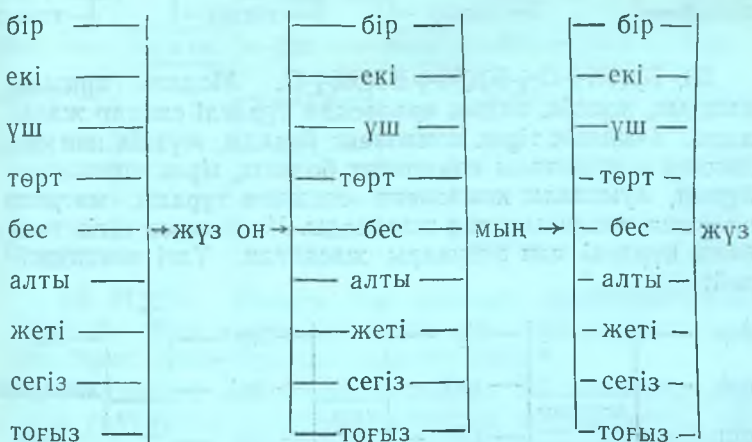 бір бір бір
екі екі екі
үш үш үш
төрт төрт төрт
бес → жүз он → бес мың → бес жүз
алты алты алты
жеті жеті жеті
сегіз сегіз сегіз
тоғыз тоғыз тоғыз